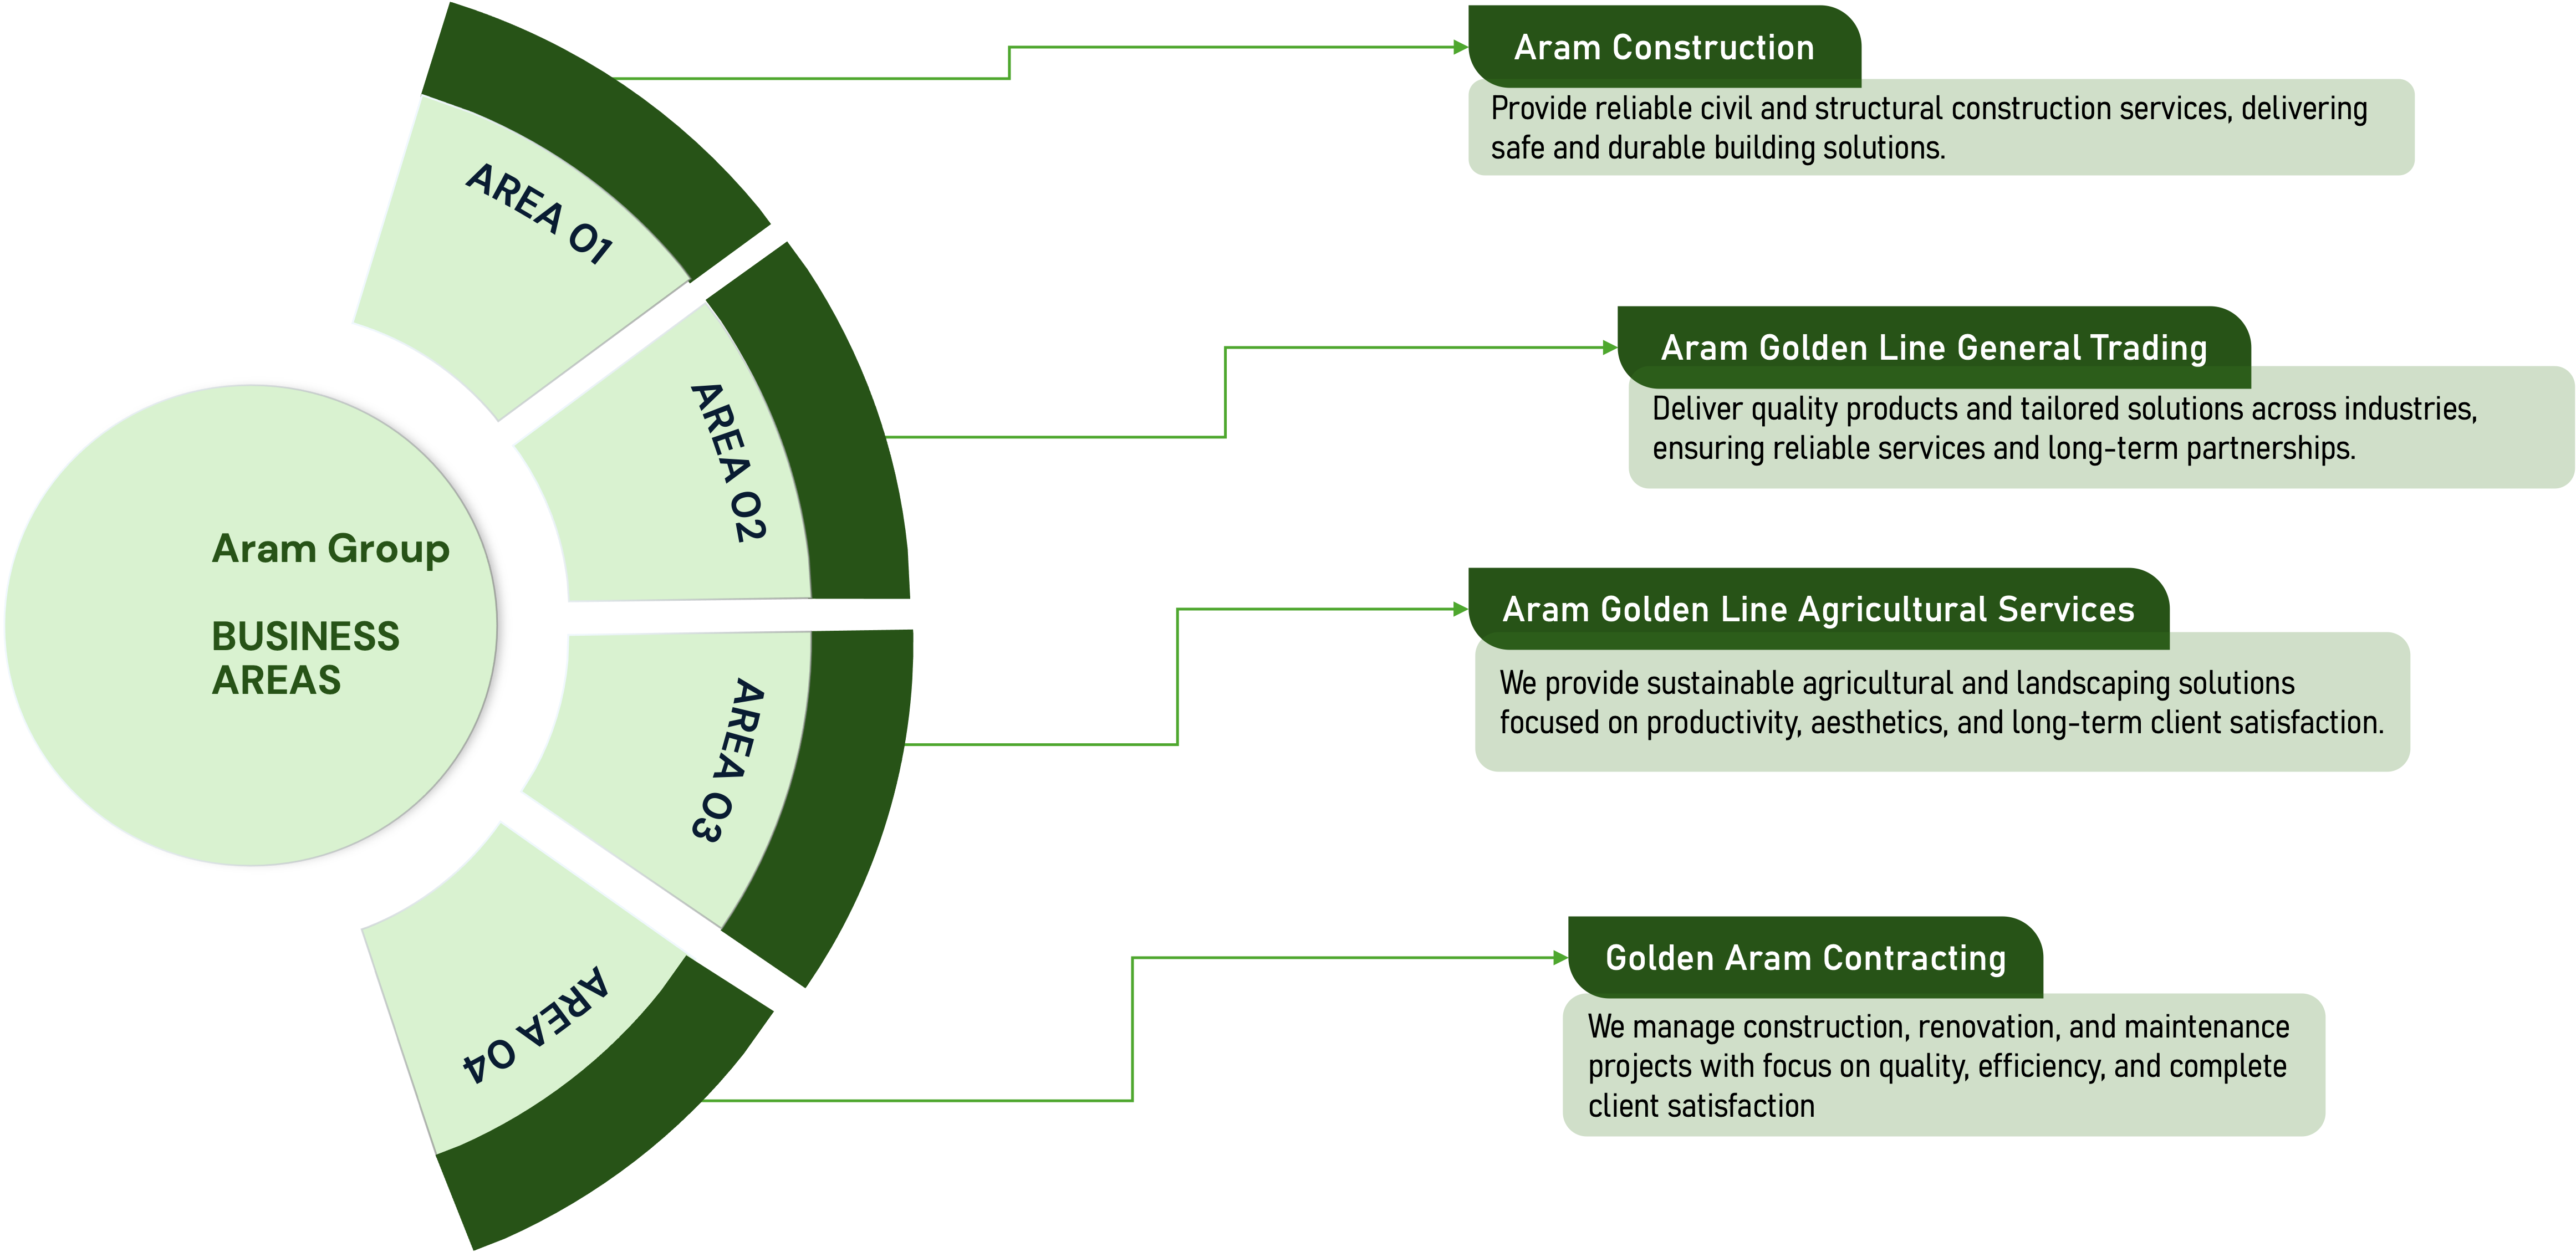 Aram Group
BUSINESS
AREAS
AREA 01
Aram Construction
Provide reliable civil and structural construction services, delivering
safe and durable building solutions.
AREA 02
Aram Golden Line General Trading
Deliver quality products and tailored solutions across industries,
ensuring reliable services and long-term partnerships.
AREA 03
Aram Golden Line Agricultural Services
We provide sustainable agricultural and landscaping solutions
focused on productivity, aesthetics, and long-term client satisfaction.
AREA 04
Golden Aram Contracting
We manage construction, renovation, and maintenance
projects with focus on quality, efficiency, and complete
client satisfaction